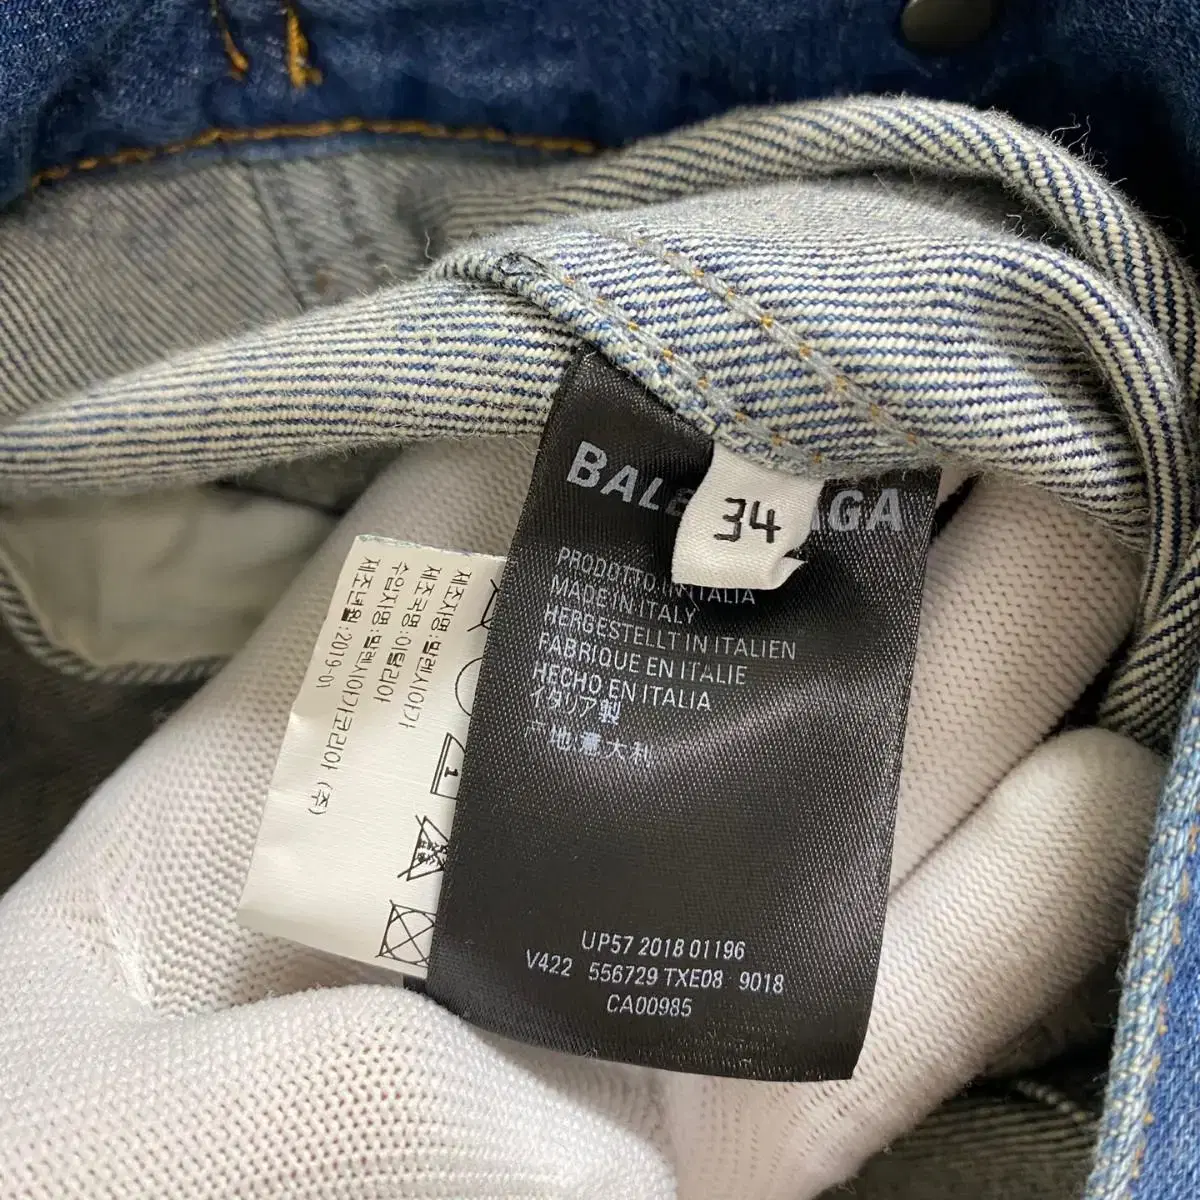 BALE AGA
34
PRODOTTO IN ITALIA
MADE IN ITALY
HERGESTELLT IN ITALIEN
FABRIQUE EN ITALIE
HECHO EN ITALIA
イタリア製
产地:意大利
UP57 2018 01196
V422 556729 TXE08 9018
CA00985
제조자명:발렌시아가
제조국명:이탈리아
수입자명:발렌시아가코리아 (주)
제조년월:2019-01
1